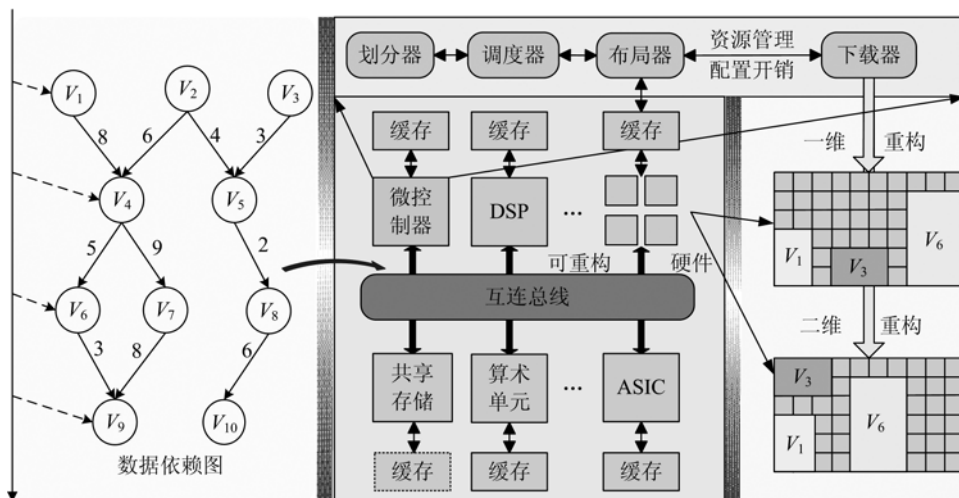 划分器
调度器
布局器
资源管理
配置开销
下载器
V1
V2
V3
8
6
4
3
V4
V5
5
9
2
V6
V7
V8
3
8
6
V9
V10
数据依赖图
缓存
缓存
缓存
微控
制器
DSP
...
可重构
硬件
互连总线
共享
存储
算术
单元
...
ASIC
缓存
缓存
缓存
一维
重构
V1
V3
V6
二维
重构
V3
V1
V6